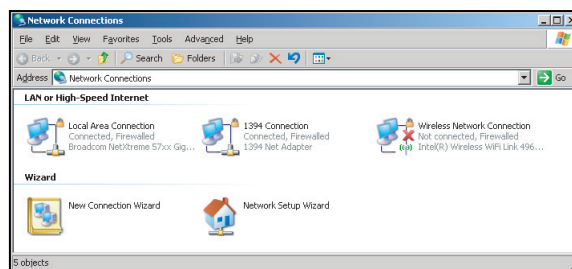 Network Connections
File Edit View Favorites Tools Advanced Help
Back Search Folders
Address Network Connections Go
LAN or High-Speed Internet
Local Area Connection
Connected, Firewalled
Broadcom NetXtreme 57xx Gig...
1394 Connection
Connected, Firewalled
1394 Net Adapter
Wireless Network Connection
Not connected, Firewalled
Intel(R) Wireless WiFi Link 496...
Wizard
New Connection Wizard
Network Setup Wizard
5 objects